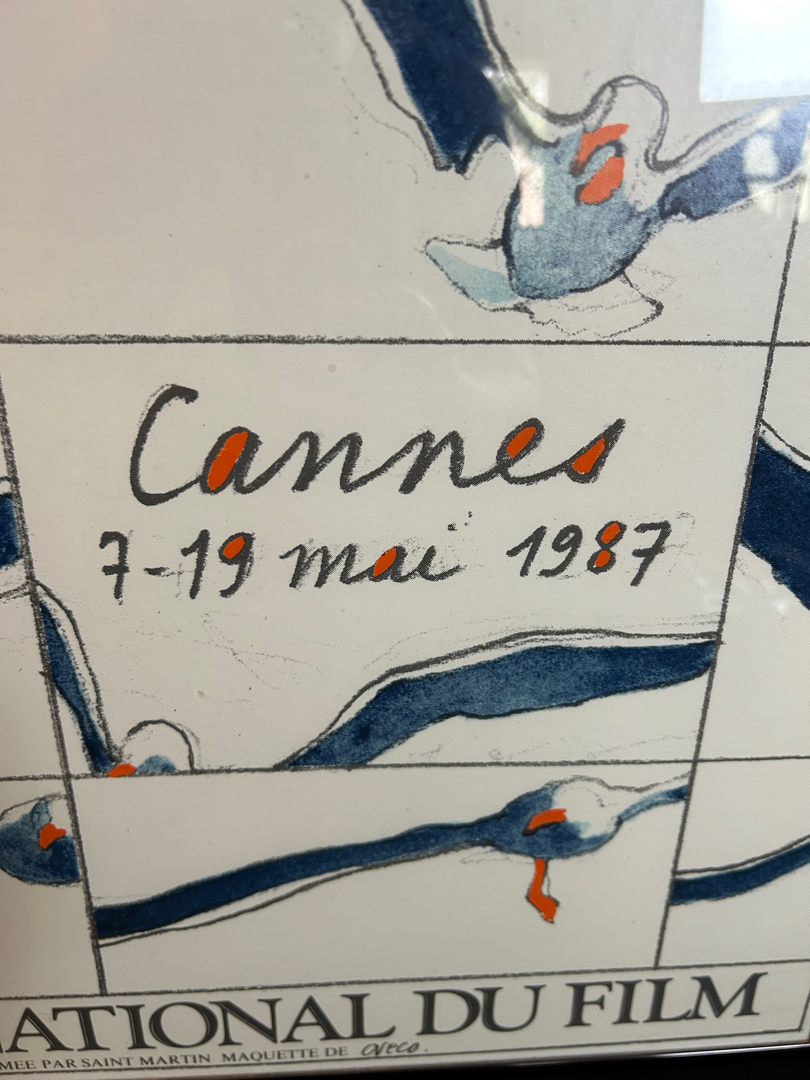 Cannes
7-19 mai 1987
ATIONAL DU FILM
MEE PAR SAINT MARTIN MAQUETTE DE